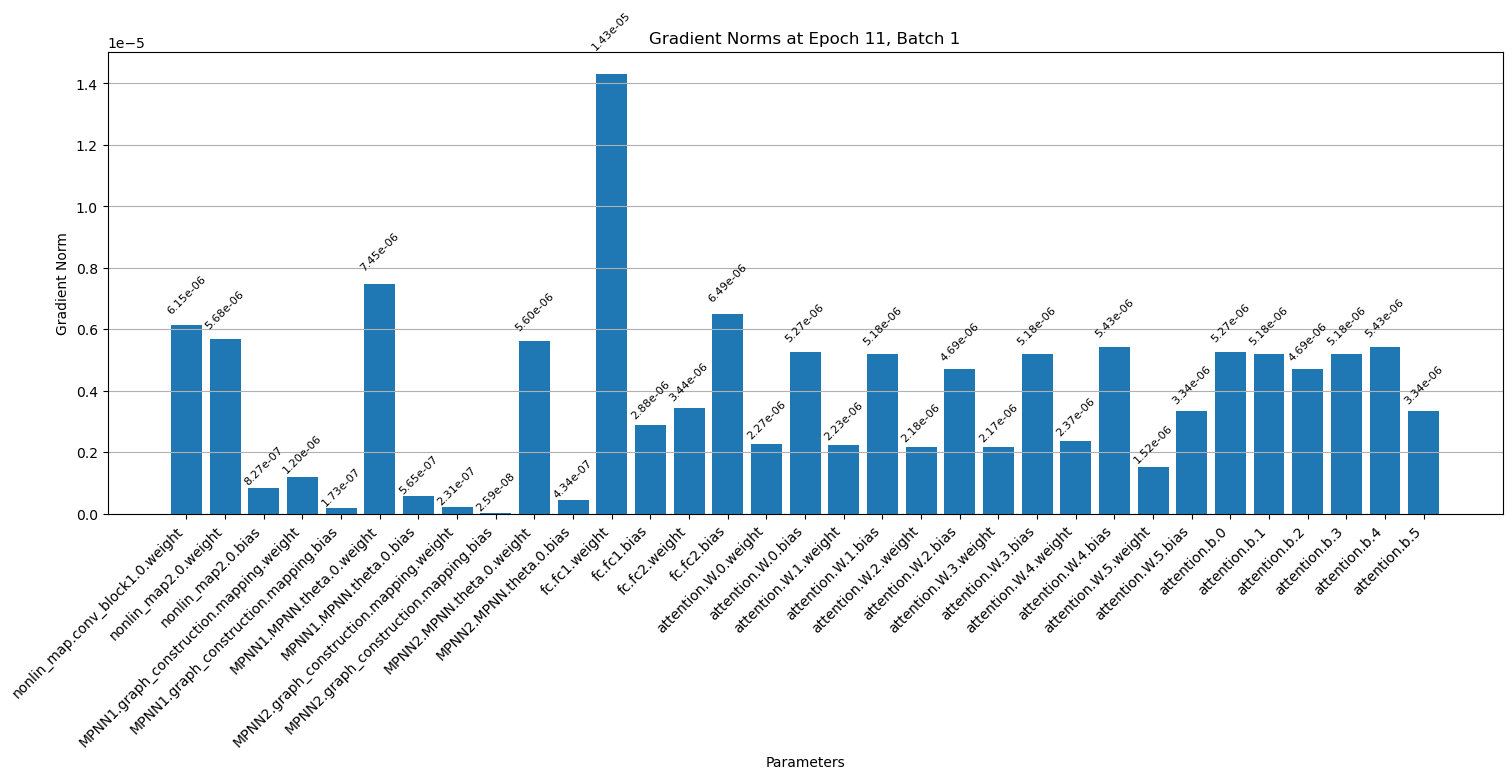 Gradient Norms at Epoch 11, Batch 1
1e−5
Gradient Norm
1.4
1.2
1.0
0.8
0.6
0.4
0.2
0.0
6.15e-06
5.68e-06
8.27e-07
1.20e-06
1.73e-07
7.45e-06
5.65e-07
2.31e-07
2.59e-08
5.60e-06
4.34e-07
1.43e-05
2.88e-06
3.44e-06
6.49e-06
2.27e-06
5.27e-06
2.23e-06
5.18e-06
2.18e-06
4.69e-06
2.17e-06
5.18e-06
2.37e-06
5.43e-06
1.52e-06
3.34e-06
5.27e-06
5.18e-06
4.69e-06
5.18e-06
5.43e-06
3.34e-06
nonlin_map.conv_block1.0.weight
nonlin_map2.0.weight
nonlin_map2.0.bias
MPNN1.graph_construction.mapping.weight
MPNN1.graph_construction.mapping.bias
MPNN1.MPNN.theta.0.weight
MPNN1.MPNN.theta.0.bias
MPNN2.graph_construction.mapping.weight
MPNN2.graph_construction.mapping.bias
MPNN2.MPNN.theta.0.weight
MPNN2.MPNN.theta.0.bias
fc.fc1.weight
fc.fc1.bias
fc.fc2.weight
fc.fc2.bias
attention.W.0.weight
attention.W.0.bias
attention.W.1.weight
attention.W.1.bias
attention.W.2.weight
attention.W.2.bias
attention.W.3.weight
attention.W.3.bias
attention.W.4.weight
attention.W.4.bias
attention.W.5.weight
attention.W.5.bias
attention.b.0
attention.b.1
attention.b.2
attention.b.3
attention.b.4
attention.b.5
Parameters